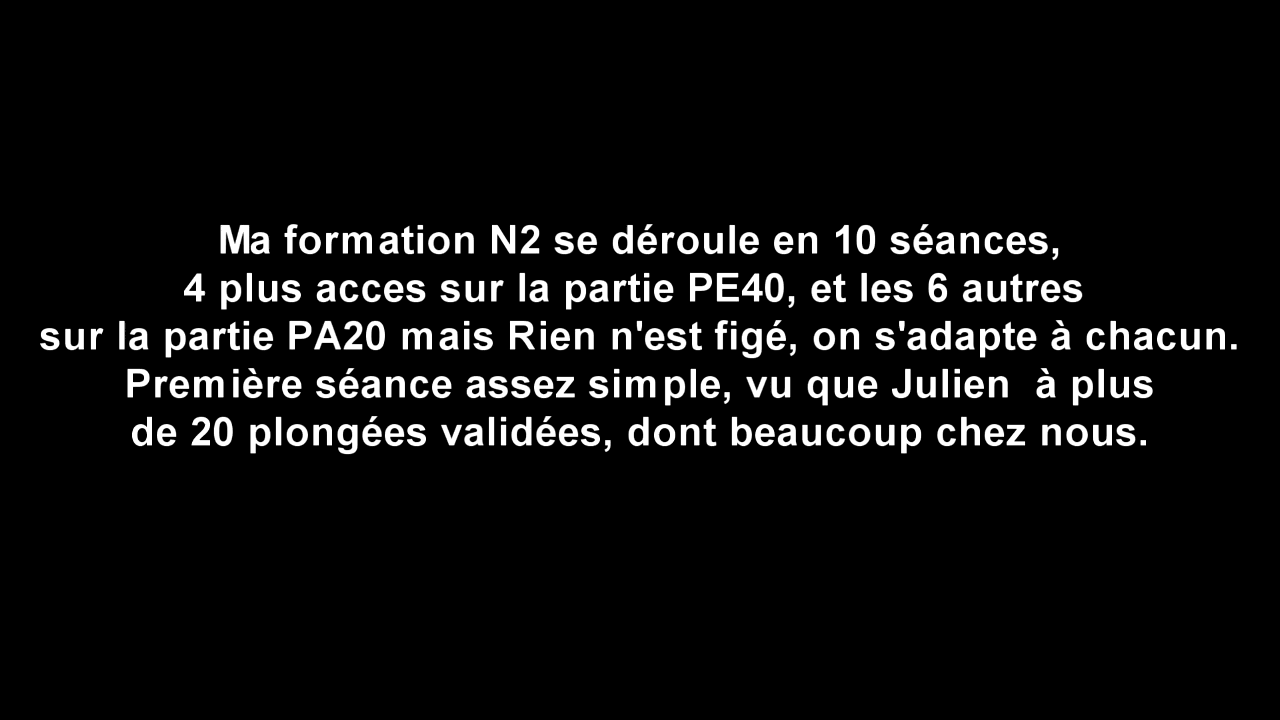 Ma formation N2 se déroule en 10 séances,
4 plus acces sur la partie PE40, et les 6 autres
sur la partie PA20 mais Rien n'est figé, on s'adapte à chacun.
Première séance assez simple, vu que Julien  à plus
de 20 plongées validées, dont beaucoup chez nous.